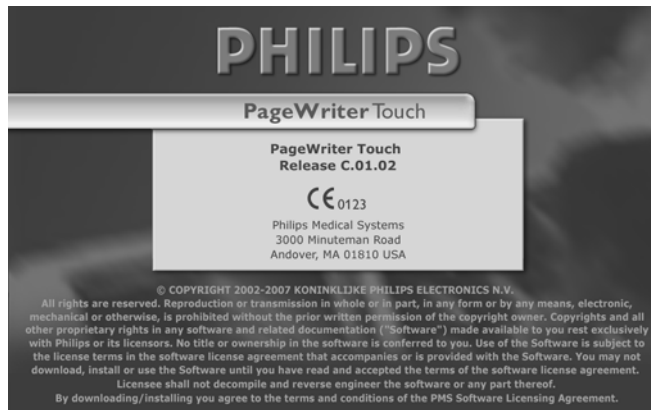 PHILIPS
PageWriter Touch
PageWriter Touch
Release C.01.02
CE 0123
Philips Medical Systems
3000 Minuteman Road
Andover, MA 01810 USA
© COPYRIGHT 2002-2007 KONINKLIJKE PHILIPS ELECTRONICS N.V.
All rights are reserved. Reproduction or transmission in whole or in part, in any form or by any means, electronic,
mechanical or otherwise, is prohibited without the prior written permission of the copyright owner. Copyrights and all
other proprietary rights in any software and related documentation ("Software") made available to you rest exclusively
with Philips or its licensors. No title or ownership in the software is conferred to you. Use of the Software is subject to
the license terms in the software license agreement that accompanies or is provided with the Software. You may not
download, install or use the Software until you have read and accepted the terms of the software license agreement.
Licensee shall not decompile and reverse engineer the software or any part thereof.
By downloading/installing you agree to the terms and conditions of the PMS Software Licensing Agreement.